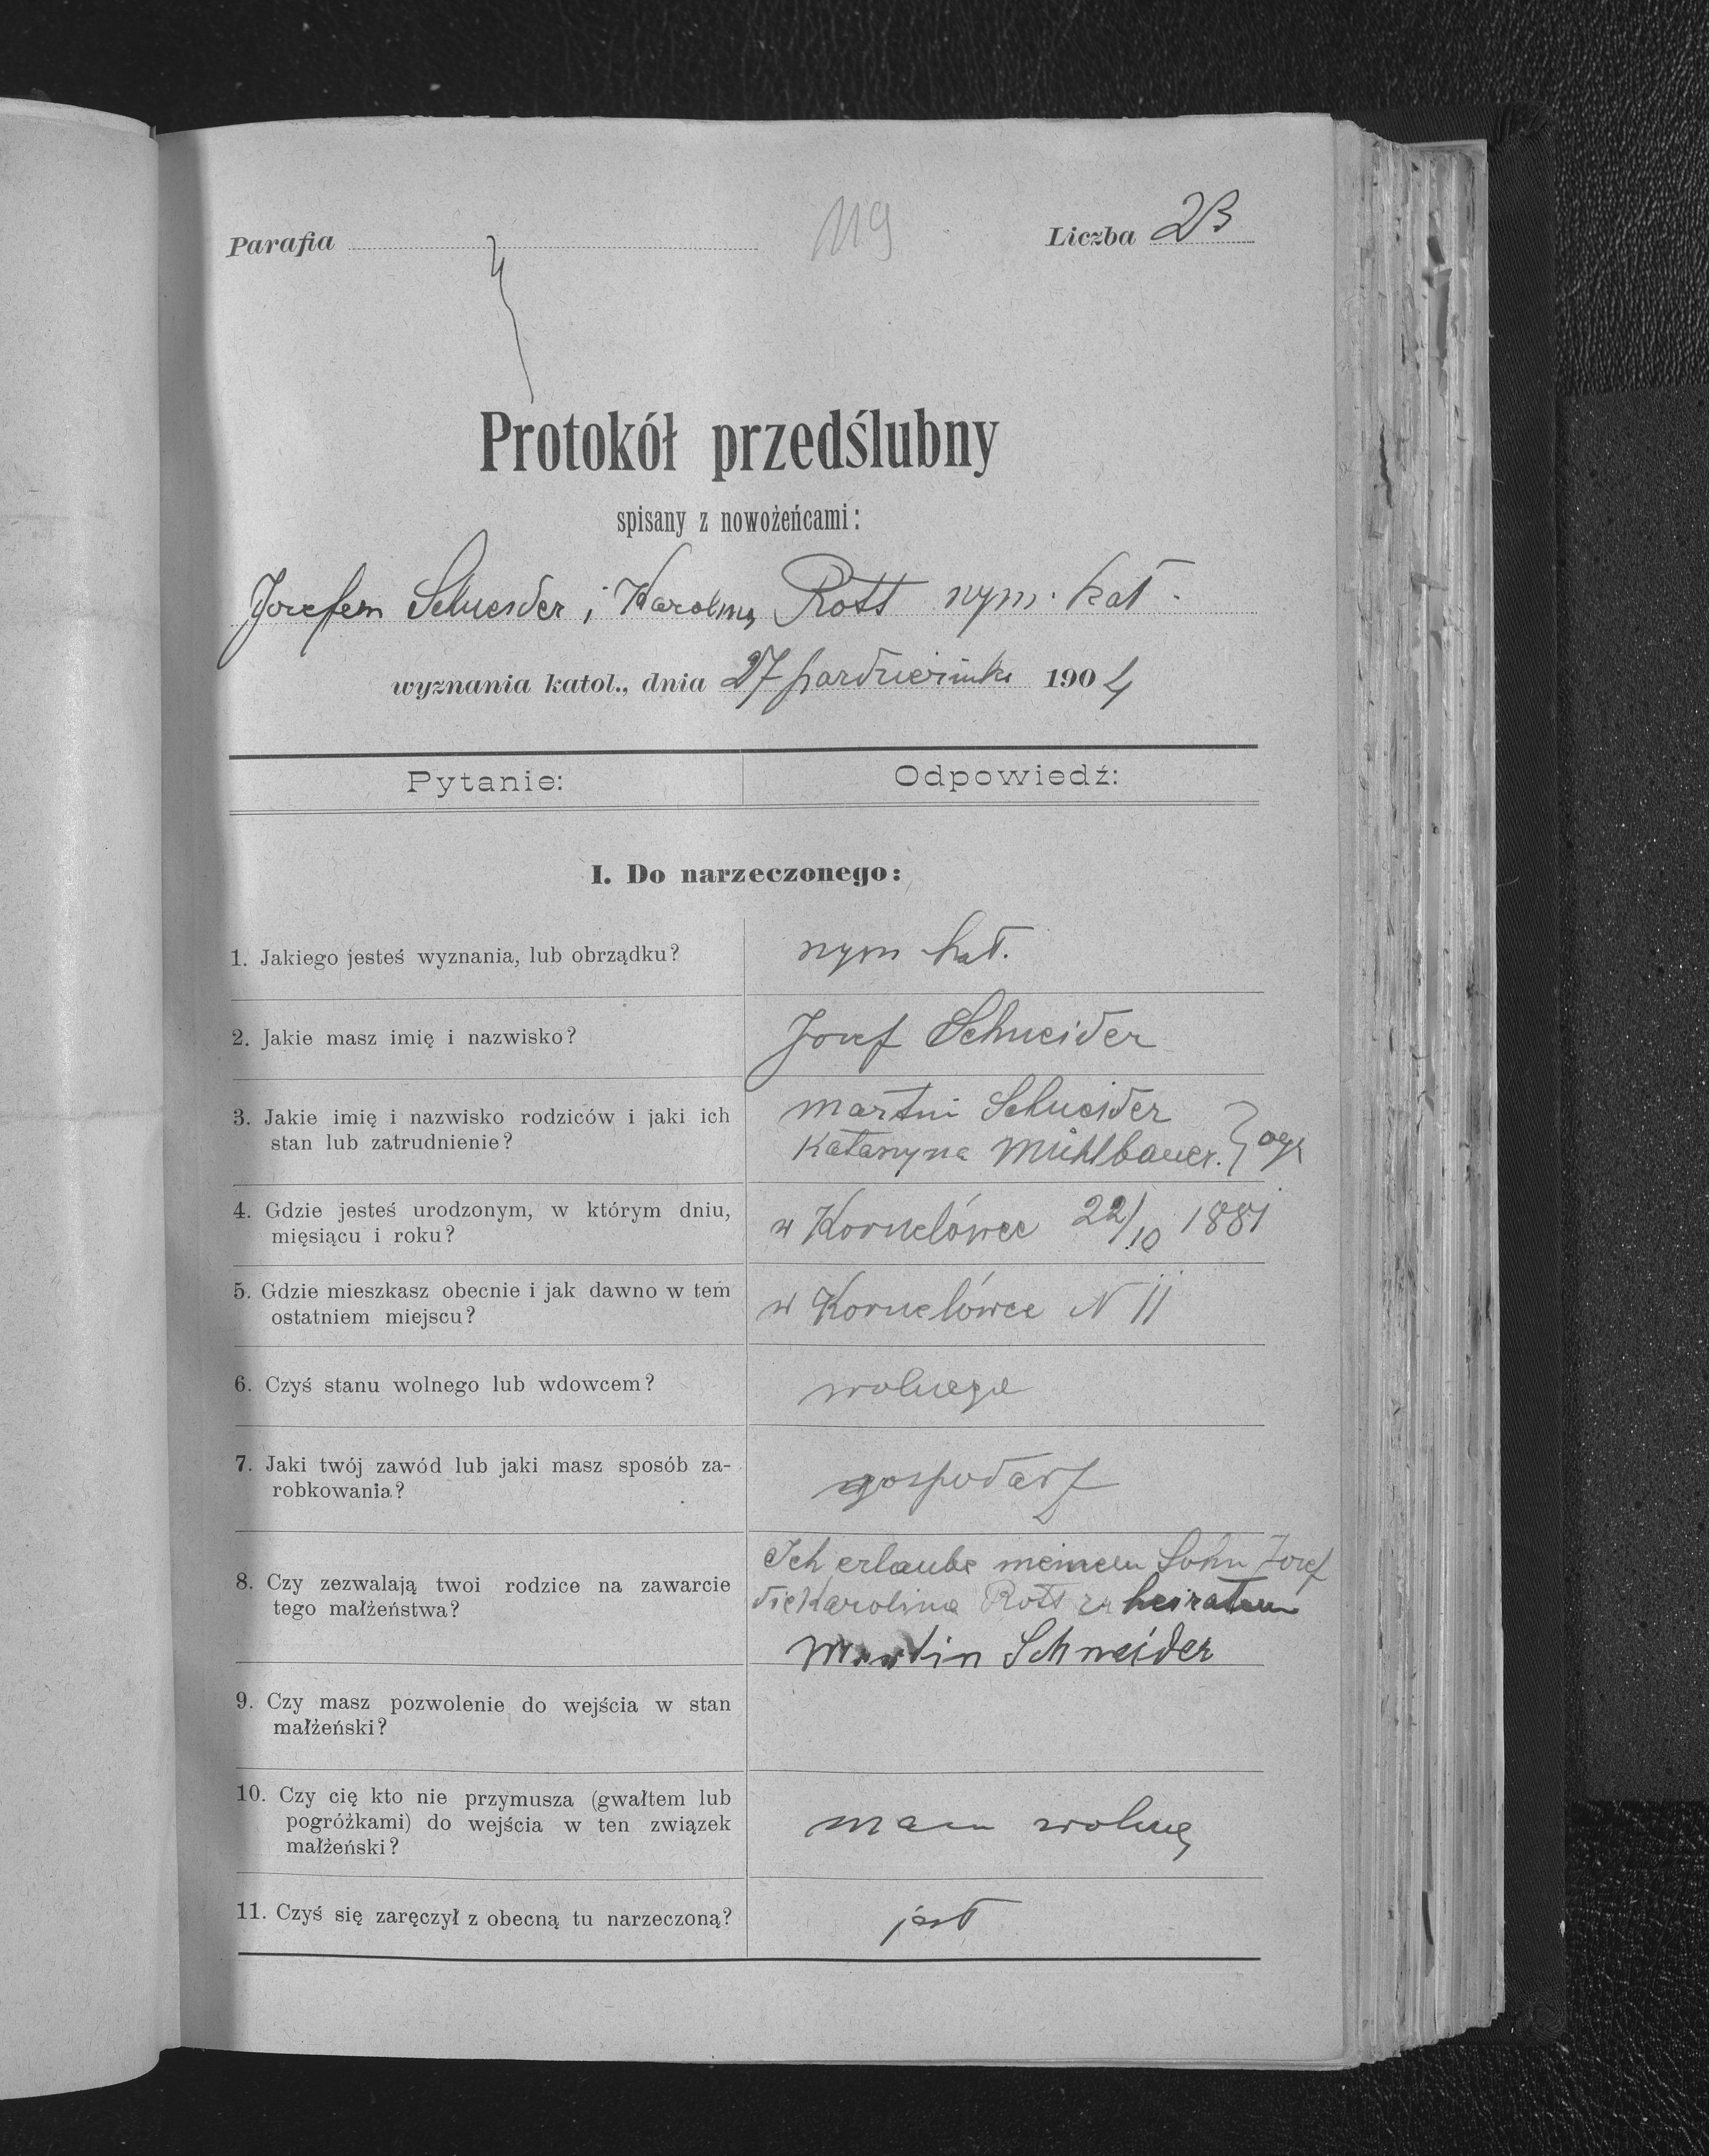 Parafia
119
Liczba 23
Protokół przedślubny
spisany z nowożeńcami:
Jozefem Schneider i Karoliną Rott rzym. kat.
wyznania katol., dnia 27 października 1904
Pytanie:
Odpowiedź:
I. Do narzeczonego:
1. Jakiego jesteś wyznania, lub obrządku?
rzym kat.
2. Jakie masz imię i nazwisko?
Josef Schneider
3. Jakie imię i nazwisko rodziców i jaki ich
stan lub zatrudnienie?
Martin Schneider
Katarzyna Mühlbauer.
4. Gdzie jesteś urodzonym, w którym dniu,
miesiącu i roku?
w Kornelówce 22/10 1881
5. Gdzie mieszkasz obecnie i jak dawno w tem
ostatniem miejscu?
w Kornelówce N 11
6. Czyś stanu wolnego lub wdowcem?
wolnego
7. Jaki twój zawód lub jaki masz sposób za-
robkowania?
gospodarz
8. Czy zezwalają twoi rodzice na zawarcie
tego małżeństwa?
Ich erlaube meinem Sohn Josef
die Karolina Rott zu heiraten
Martin Schneider
9. Czy masz pozwolenie do wejścia w stan
małżeński?
10. Czy cię kto nie przymusza (gwałtem lub
pogróżkami) do wejścia w ten związek
małżeński?
mam wolną
11. Czyś się zaręczył z obecną tu narzeczoną?
jest